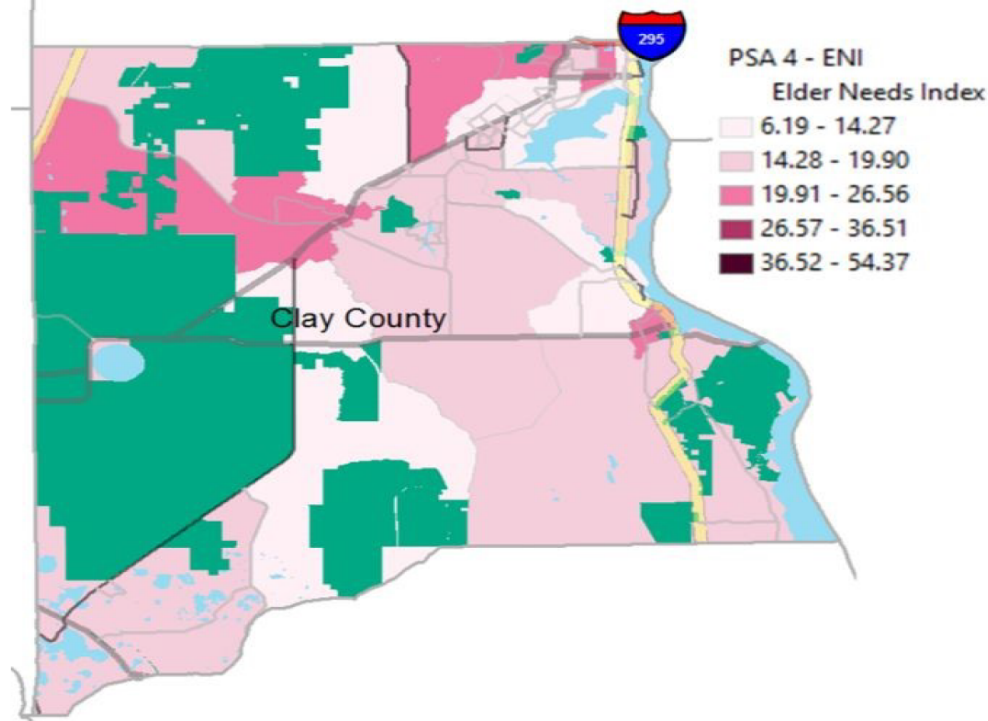 295
PSA 4 - ENI
Elder Needs Index
6.19 - 14.27
14.28 - 19.90
19.91 - 26.56
26.57 - 36.51
36.52 - 54.37
Clay County